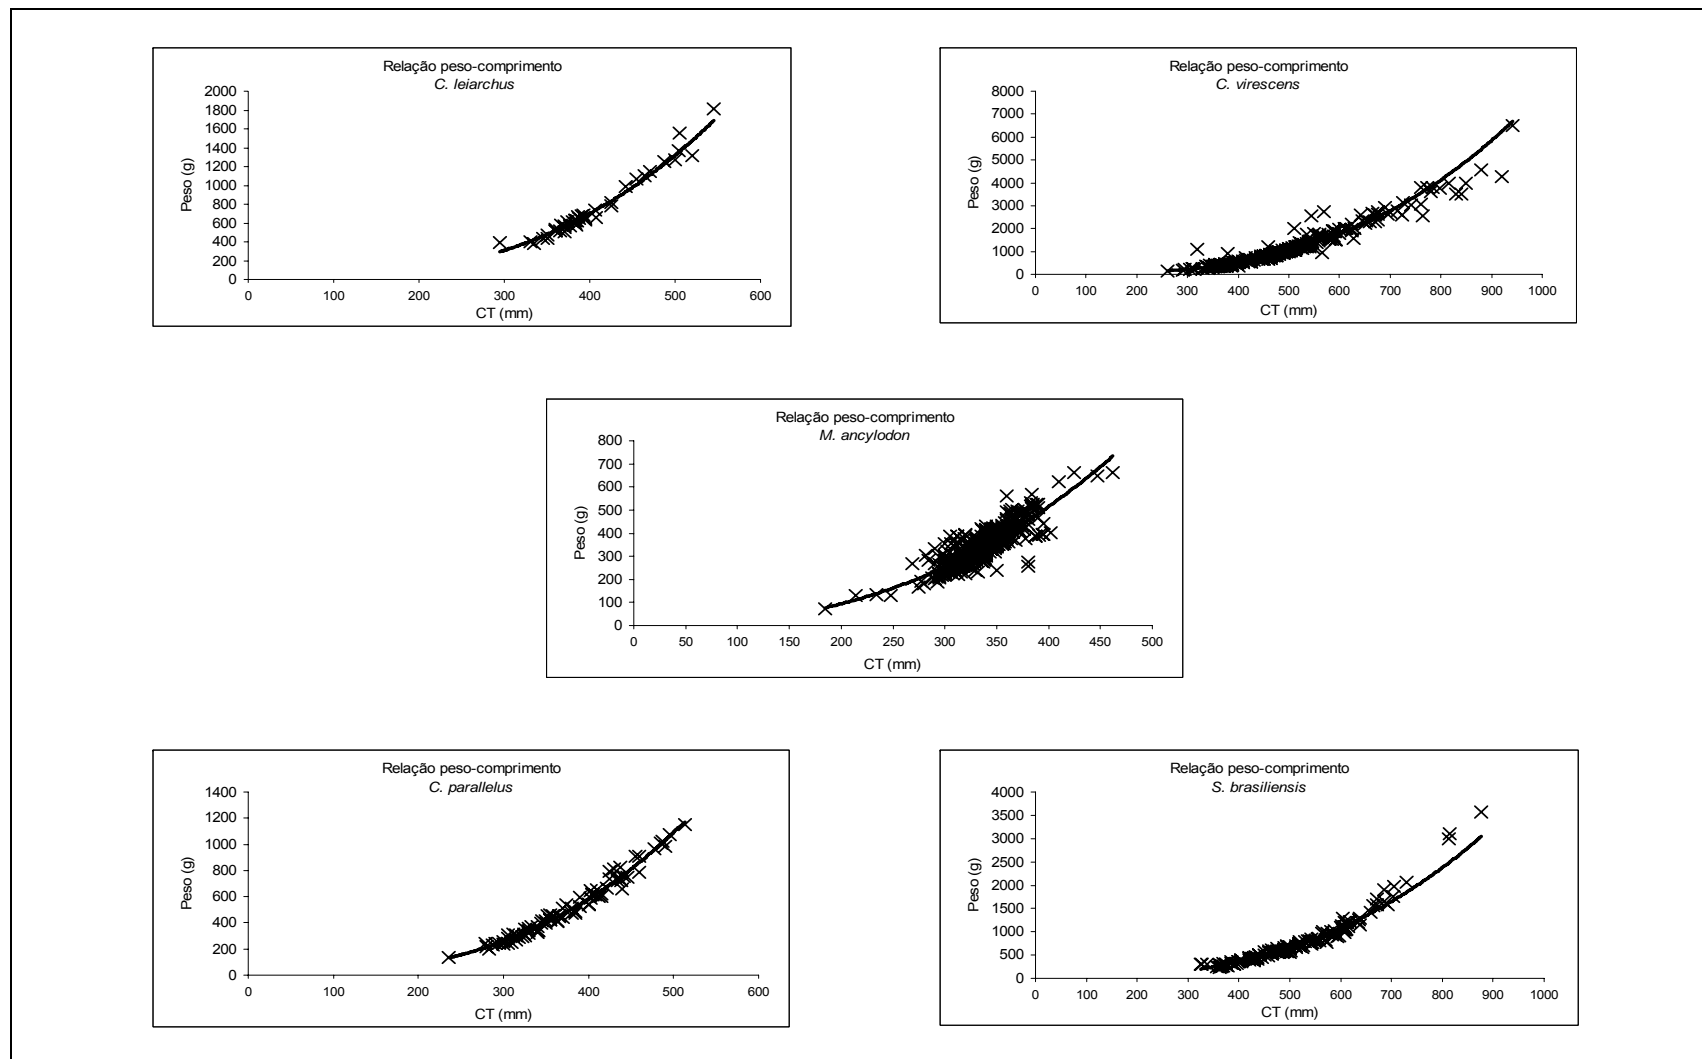 Relação peso-comprimento
C. leiarchus
2000
1800
1600
1400
1200
1000
800
600
400
200
0
Peso (g)
0 100 200 300 400 500 600
CT (mm)
Relação peso-comprimento
C. virescens
8000
7000
6000
5000
4000
3000
2000
1000
0
Peso (g)
0 100 200 300 400 500 600 700 800 900 1000
CT (mm)
Relação peso-comprimento
M. ancylodon
800
700
600
500
400
300
200
100
0
Peso (g)
0 50 100 150 200 250 300 350 400 450 500
CT (mm)
Relação peso-comprimento
C. parallelus
1400
1200
1000
800
600
400
200
0
Peso (g)
0 100 200 300 400 500 600
CT (mm)
Relação peso-comprimento
S. brasiliensis
4000
3500
3000
2500
2000
1500
1000
500
0
Peso (g)
0 100 200 300 400 500 600 700 800 900 1000
CT (mm)